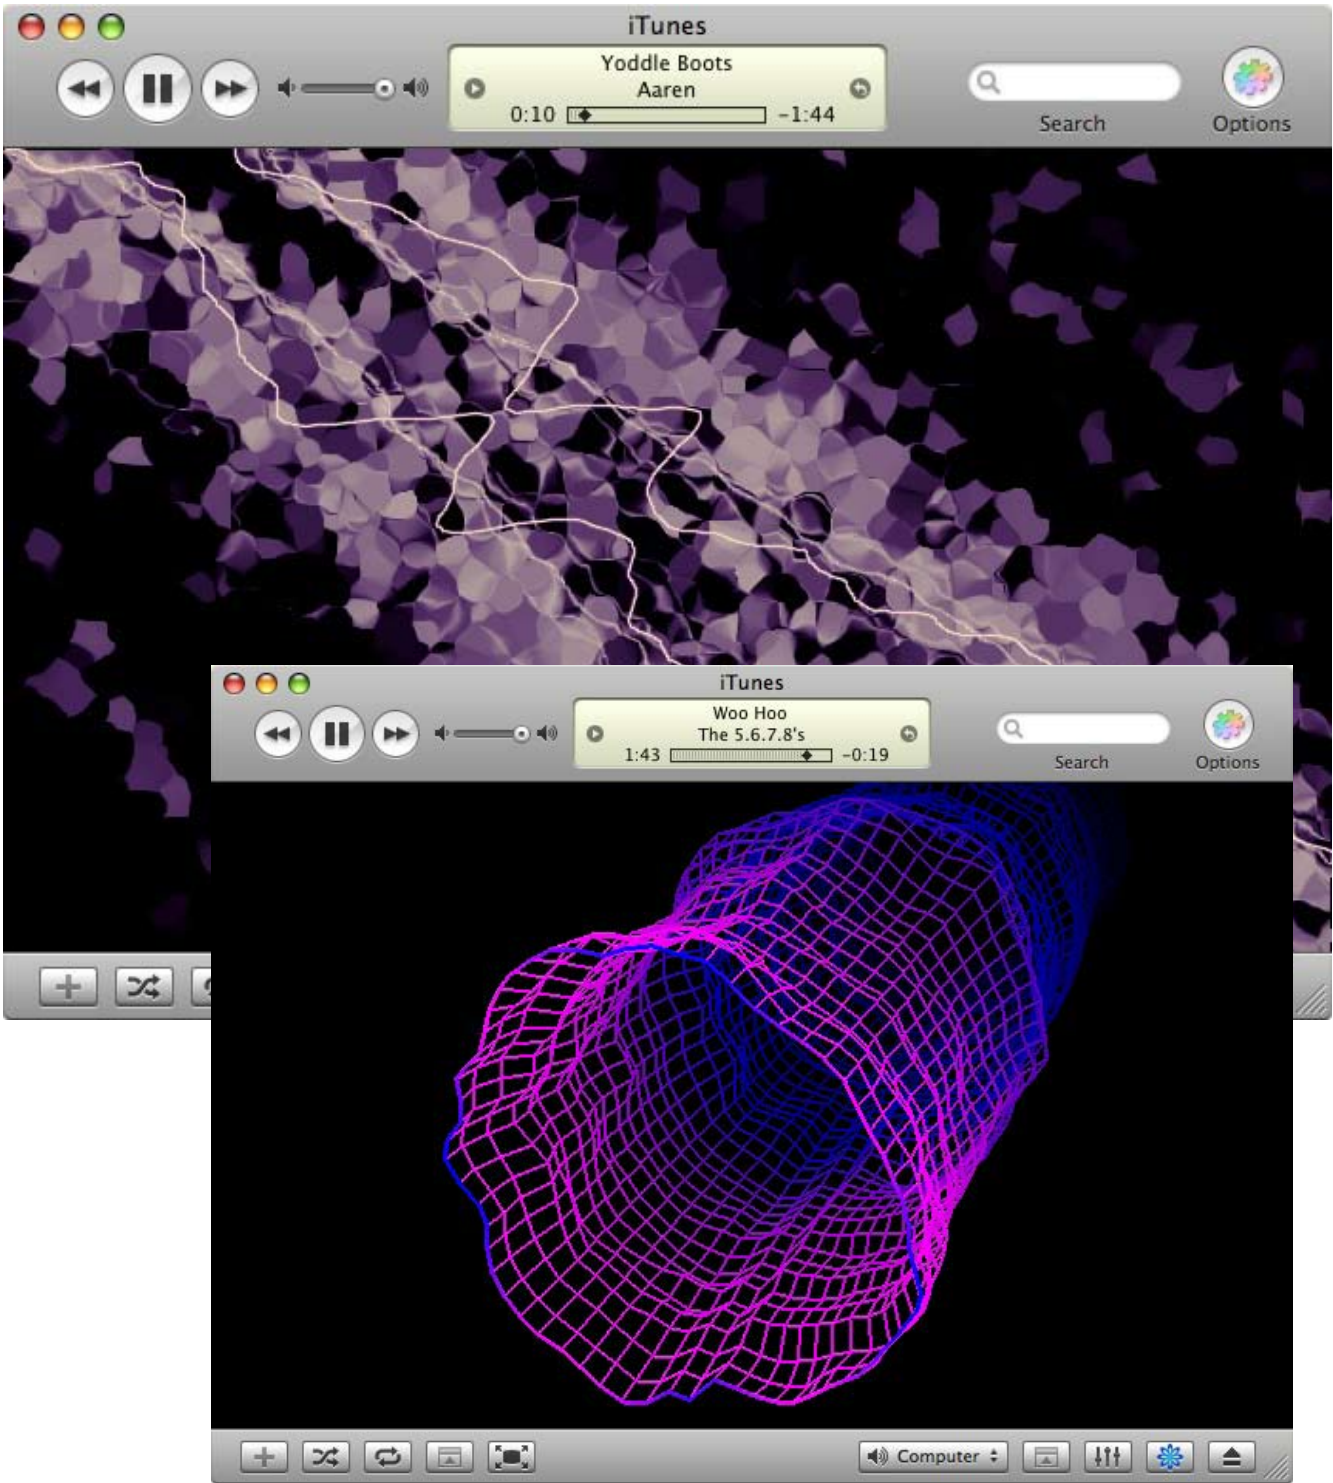 iTunes
Yoddle Boots
Aaren
0:10 -1:44
Search
Options
iTunes
Woo Hoo
The 5.6.7.8's
1:43 -0:19
Search
Options
Computer